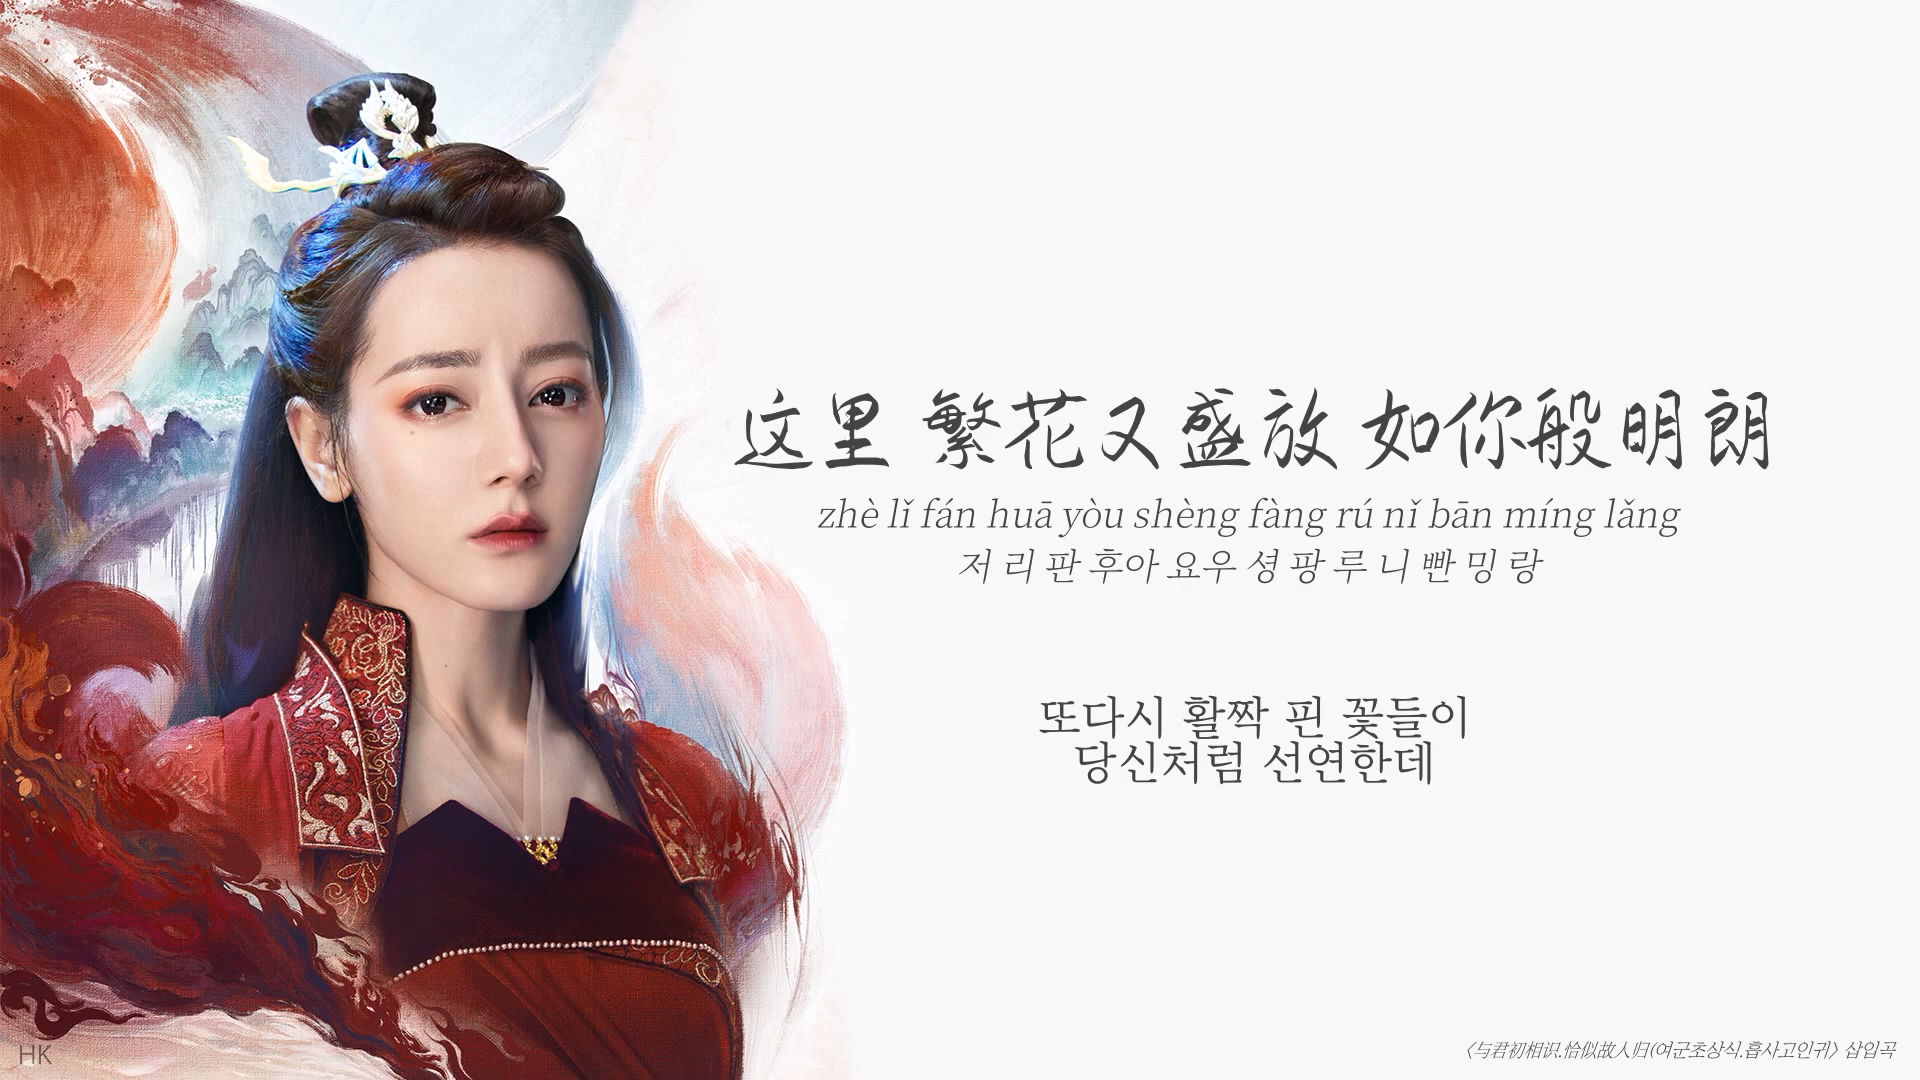 这里 繁花又盛放 如你般明朗
zhè lǐ fán huā yòu shèng fàng rú nǐ bān míng lǎng
저 리 판 후아 요우 셩 팡 루 니 빤 밍 랑
또다시 활짝 핀 꽃들이
당신처럼 선연한데
HK
<与君初相识.恰似故人归(여군초상식.흡사고인귀)> 삽입곡